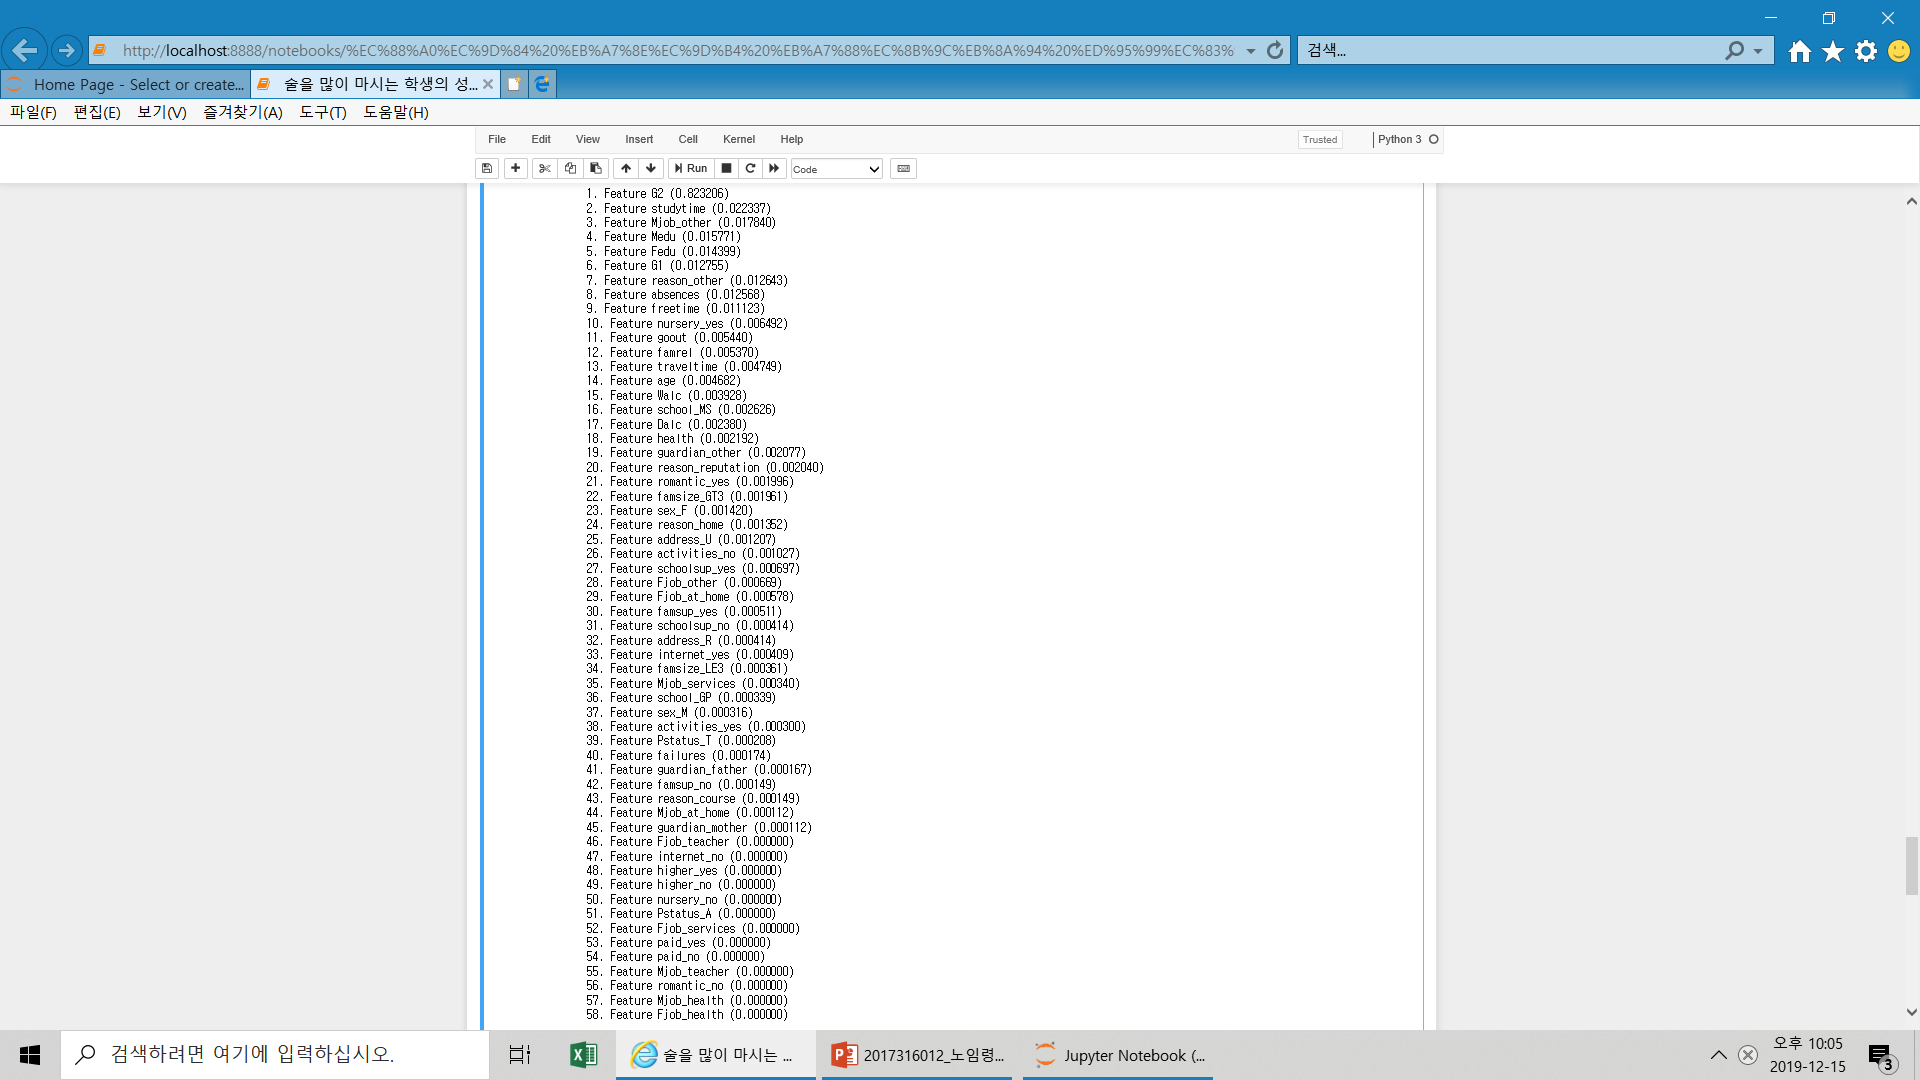 http://localhost:8888/notebooks/%EC%88%A0%EC%9D%84%20%EB%A7%8E%EC%9D%B4%20%EB%A7%88%EC%8B%9C%EB%8A%94%20%ED%95%99%EC%83%
검색...
Home Page - Select or create...
술을 많이 마시는 학생의 성...
파일(F) 편집(E) 보기(V) 즐겨찾기(A) 도구(T) 도움말(H)
File Edit View Insert Cell Kernel Help
Trusted
Python 3
Run
Code
1. Feature G2 (0.823206)
2. Feature studytime (0.022337)
3. Feature Mjob_other (0.017840)
4. Feature Medu (0.015771)
5. Feature Fedu (0.014399)
6. Feature G1 (0.012755)
7. Feature reason_other (0.012643)
8. Feature absences (0.012568)
9. Feature freetime (0.011123)
10. Feature nursery_yes (0.006492)
11. Feature goout (0.005440)
12. Feature famrel (0.005370)
13. Feature traveltime (0.004749)
14. Feature age (0.004682)
15. Feature Walc (0.003928)
16. Feature school_MS (0.002626)
17. Feature Dalc (0.002380)
18. Feature health (0.002192)
19. Feature guardian_other (0.002077)
20. Feature reason_reputation (0.002040)
21. Feature romantic_yes (0.001996)
22. Feature famsize_GT3 (0.001961)
23. Feature sex_F (0.001420)
24. Feature reason_home (0.001352)
25. Feature address_U (0.001207)
26. Feature activities_no (0.001027)
27. Feature schoolsup_yes (0.000697)
28. Feature Fjob_other (0.000669)
29. Feature Fjob_at_home (0.000578)
30. Feature famsup_yes (0.000511)
31. Feature schoolsup_no (0.000414)
32. Feature address_R (0.000414)
33. Feature internet_yes (0.000409)
34. Feature famsize_LE3 (0.000361)
35. Feature Mjob_services (0.000340)
36. Feature school_GP (0.000339)
37. Feature sex_M (0.000316)
38. Feature activities_yes (0.000300)
39. Feature Pstatus_T (0.000208)
40. Feature failures (0.000174)
41. Feature guardian_father (0.000167)
42. Feature famsup_no (0.000149)
43. Feature reason_course (0.000149)
44. Feature Mjob_at_home (0.000112)
45. Feature guardian_mother (0.000112)
46. Feature Fjob_teacher (0.000000)
47. Feature internet_no (0.000000)
48. Feature higher_yes (0.000000)
49. Feature higher_no (0.000000)
50. Feature nursery_no (0.000000)
51. Feature Pstatus_A (0.000000)
52. Feature Fjob_services (0.000000)
53. Feature paid_yes (0.000000)
54. Feature paid_no (0.000000)
55. Feature Mjob_teacher (0.000000)
56. Feature romantic_no (0.000000)
57. Feature Mjob_health (0.000000)
58. Feature Fjob_health (0.000000)
검색하려면 여기에 입력하십시오.
술을 많이 마시는 ...
2017316012_노임령...
Jupyter Notebook (...
오후 10:05
2019-12-15
3